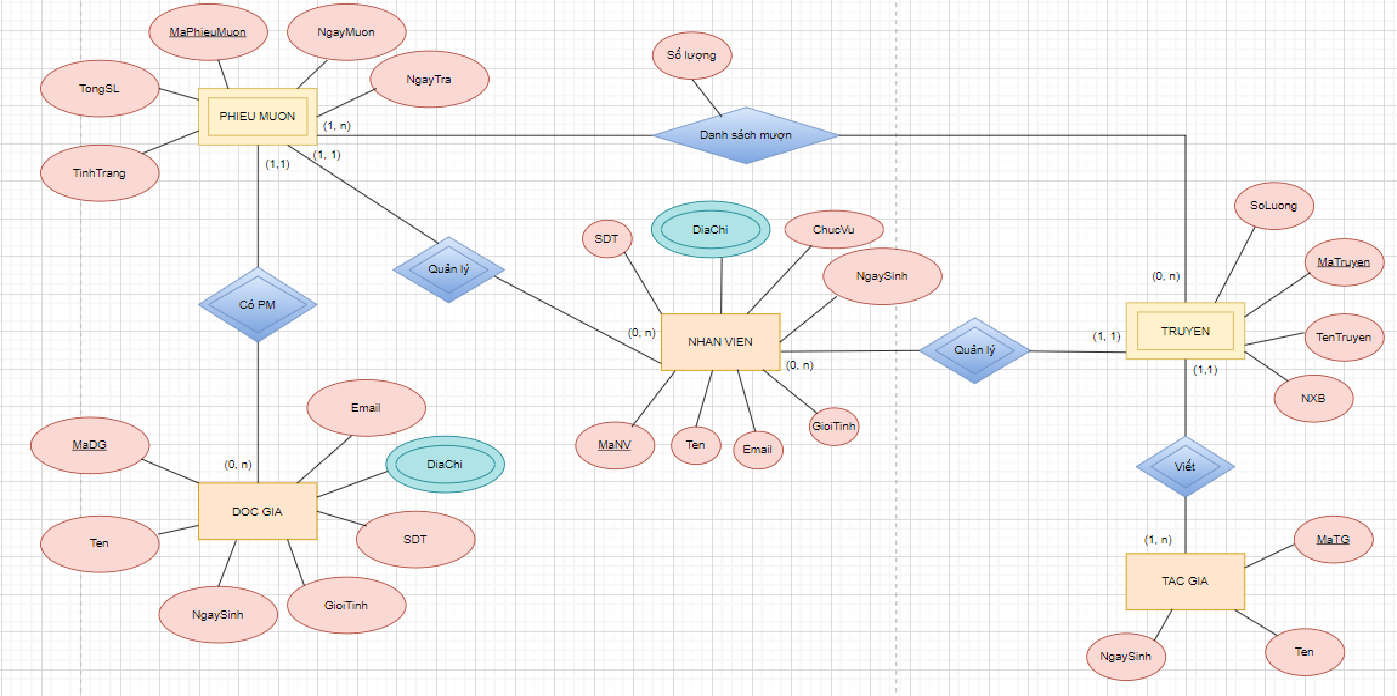 MaPhieuMuon
NgayMuon
Số lượng
TongSL
NgayTra
PHIEU MUON
(1, n)
Danh sách mượn
(1, 1)
(1,1)
TinhTrang
SoLuong
DiaChi
ChucVu
SDT
Quản lý
NgaySinh
MaTruyen
(0, n)
Có PM
(0, n)
NHAN VIEN
(1, 1)
TRUYEN
TenTruyen
Quản lý
(0, n)
(1,1)
NXB
Email
GioiTinh
MaNV
Ten
Email
MaDG
(0, n)
DiaChi
Viết
DOC GIA
SDT
Ten
(1, n)
MaTG
TAC GIA
NgaySinh
GioiTinh
NgaySinh
Ten